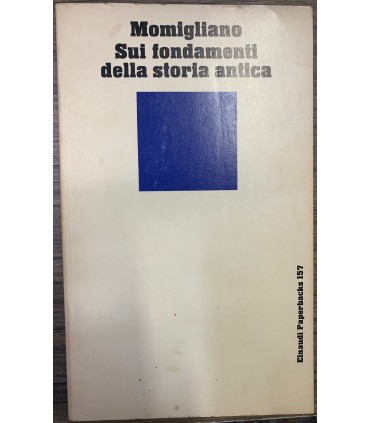 Momigliano
Sui fondamenti
della storia antica
Einaudi Paperbacks 157